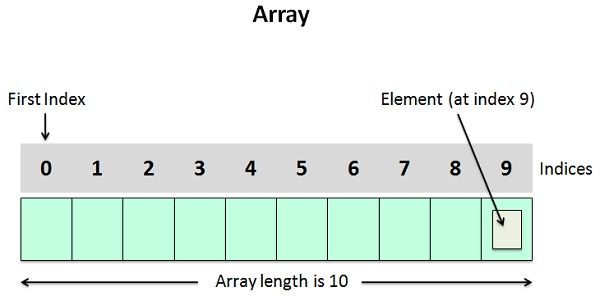 Array
First Index
Element (at index 9)
0 1 2 3 4 5 6 7 8 9 Indices
Array length is 10